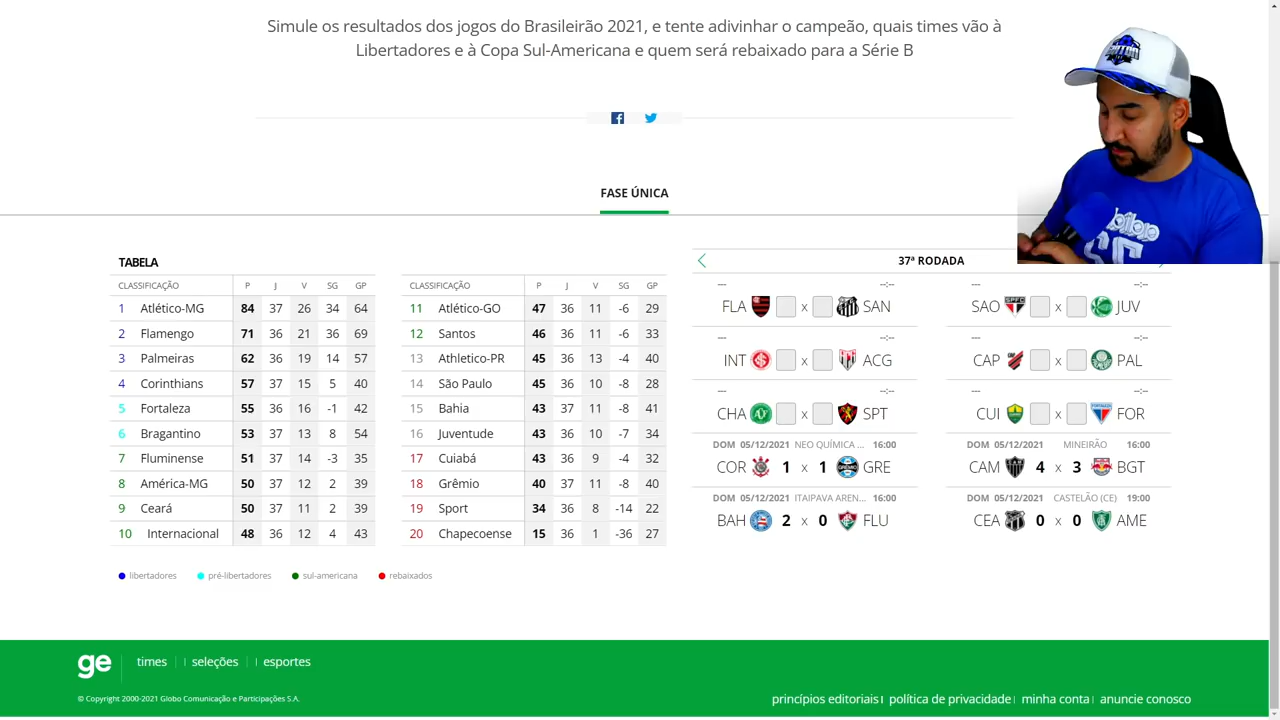 Simule os resultados dos jogos do Brasileirão 2021, e tente adivinhar o campeão, quais times vão à
Libertadores e à Copa Sul-Americana e quem será rebaixado para a Série B
FASE ÚNICA
TABELA
CLASSIFICAÇÃO P J V SG GP
1 Atlético-MG 84 37 26 34 64
2 Flamengo 71 36 21 36 69
3 Palmeiras 62 36 19 14 57
4 Corinthians 57 37 15 5 40
5 Fortaleza 55 36 16 -1 42
6 Bragantino 53 37 13 8 54
7 Fluminense 51 37 14 -3 35
8 América-MG 50 37 12 2 39
9 Ceará 50 37 11 2 39
10 Internacional 48 36 12 4 43
CLASSIFICAÇÃO P J V SG GP
11 Atlético-GO 47 36 11 -6 29
12 Santos 46 36 11 -6 33
13 Athletico-PR 45 36 13 -4 40
14 São Paulo 45 36 10 -8 28
15 Bahia 43 37 11 -8 41
16 Juventude 43 36 10 -7 34
17 Cuiabá 43 36 9 -4 32
18 Grêmio 40 37 11 -8 40
19 Sport 34 36 8 -14 22
20 Chapecoense 15 36 1 -36 27
libertadores pré-libertadores sul-americana rebaixados
37ª RODADA
--- --:--
FLA x SAN
--- --:--
SAO x JUV
--- --:--
INT x ACG
--- --:--
CAP x PAL
--- --:--
CHA x SPT
--- --:--
CUI x FOR
DOM 05/12/2021 NEO QUÍMICA ... 16:00
COR 1 x 1 GRE
DOM 05/12/2021 MINEIRÃO 16:00
CAM 4 x 3 BGT
DOM 05/12/2021 ITAIPAVA AREN... 16:00
BAH 2 x 0 FLU
DOM 05/12/2021 CASTELÃO (CE) 19:00
CEA 0 x 0 AME
ge times seleções esportes
© Copyright 2000-2021 Globo Comunicação e Participações S.A.
princípios editoriais política de privacidade minha conta anuncie conosco